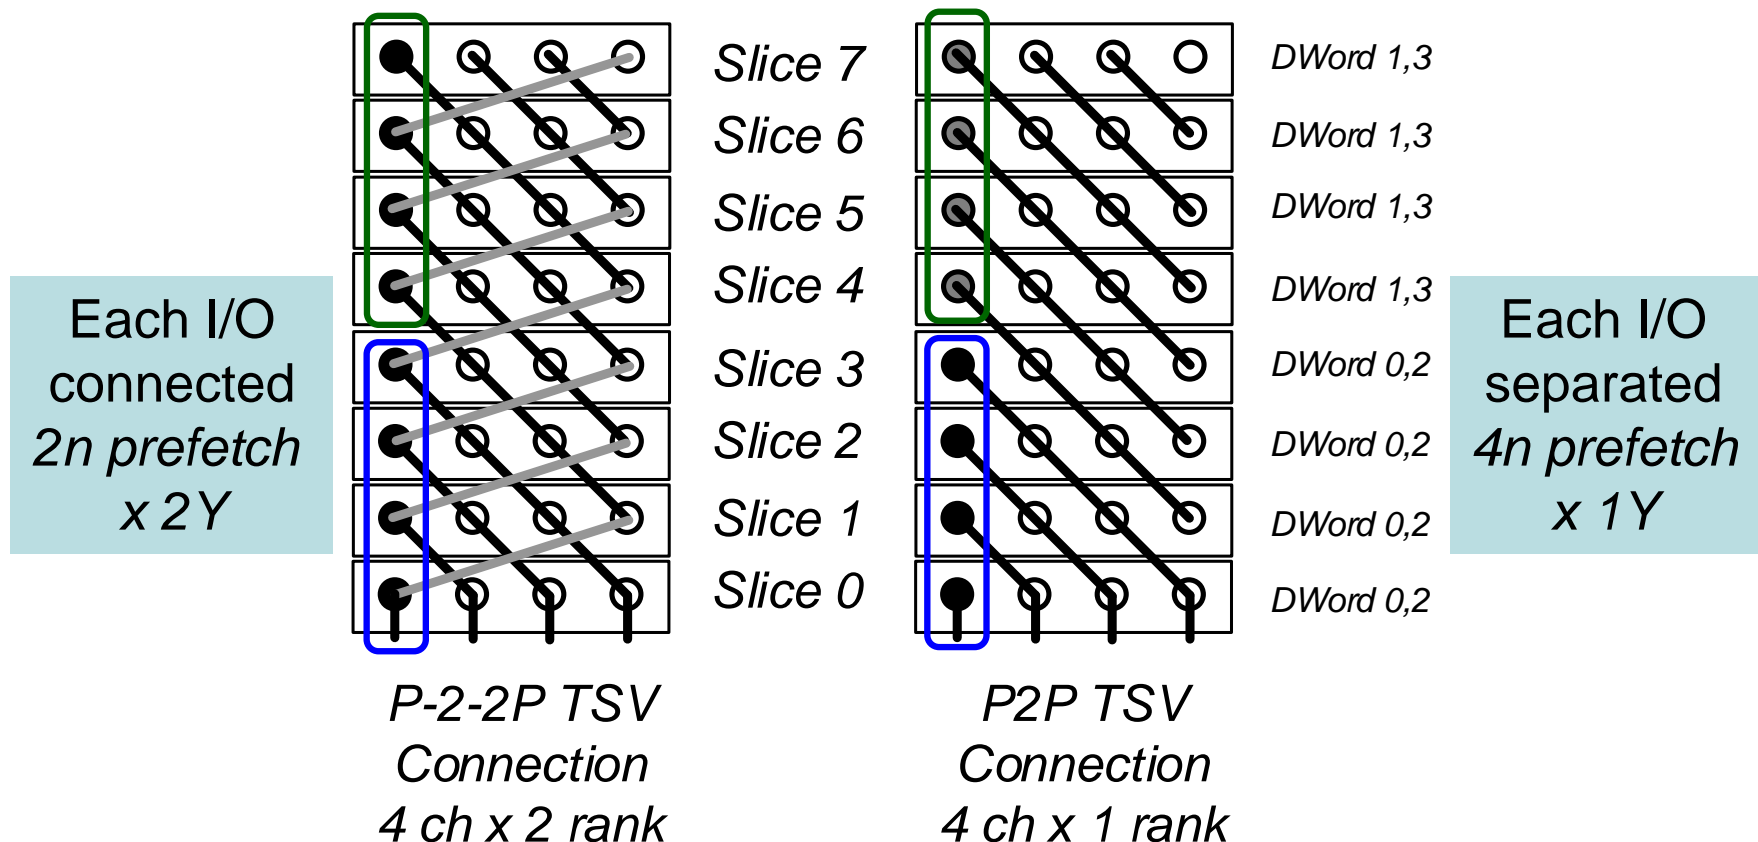 Each I/O
connected
2n prefetch
x 2Y
Slice 7
Slice 6
Slice 5
Slice 4
Slice 3
Slice 2
Slice 1
Slice 0
P-2-2P TSV
Connection
4 ch x 2 rank
DWord 1,3
DWord 1,3
DWord 1,3
DWord 1,3
DWord 0,2
DWord 0,2
DWord 0,2
DWord 0,2
P2P TSV
Connection
4 ch x 1 rank
Each I/O
separated
4n prefetch
x 1Y